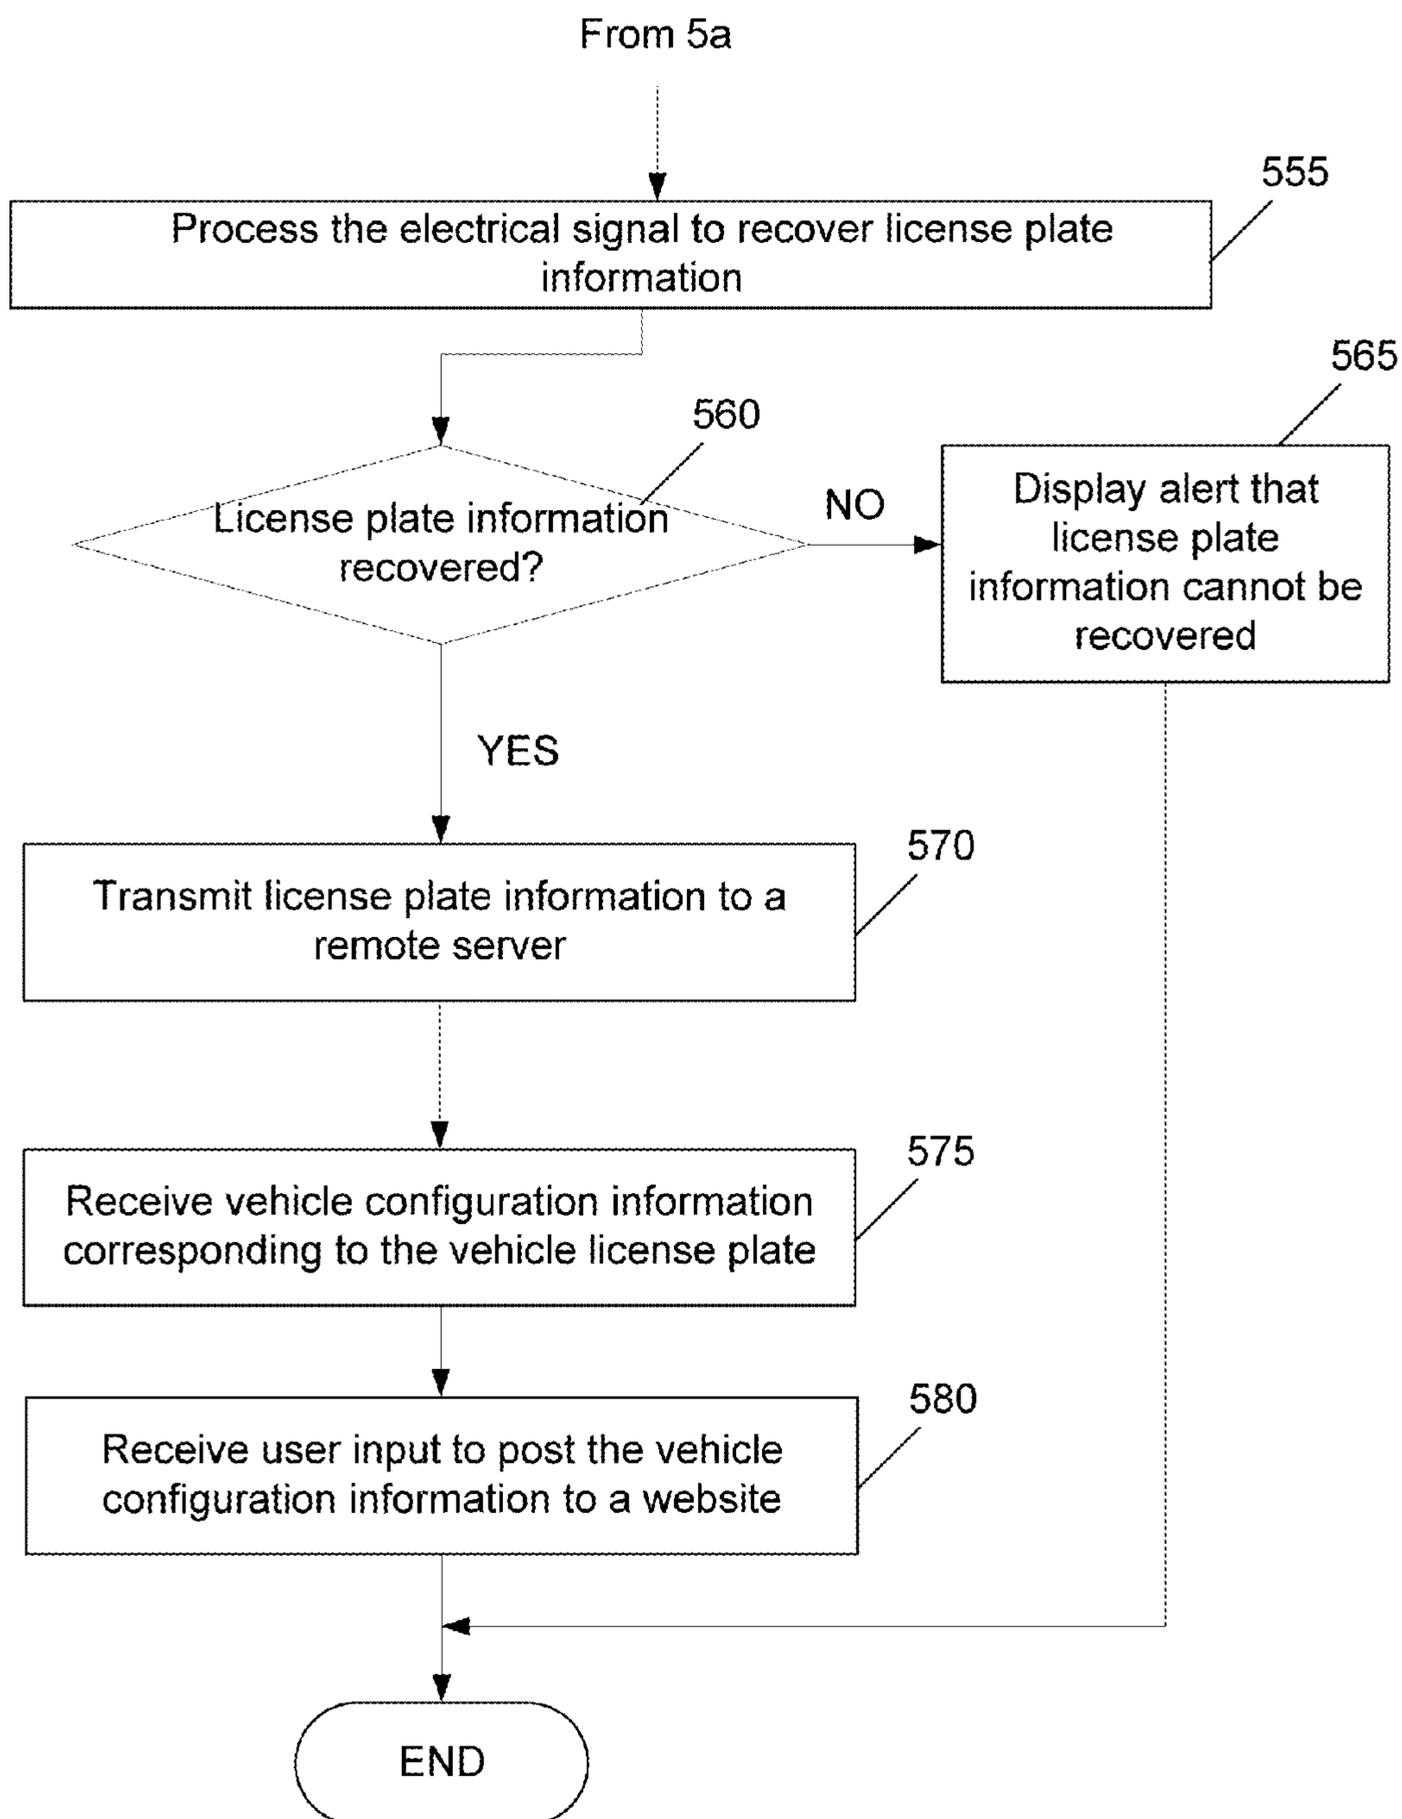 From 5a
555
Process the electrical signal to recover license plate
information
565
560
License plate information
recovered?
NO
Display alert that
license plate
information cannot be
recovered
YES
570
Transmit license plate information to a
remote server
575
Receive vehicle configuration information
corresponding to the vehicle license plate
580
Receive user input to post the vehicle
configuration information to a website
END